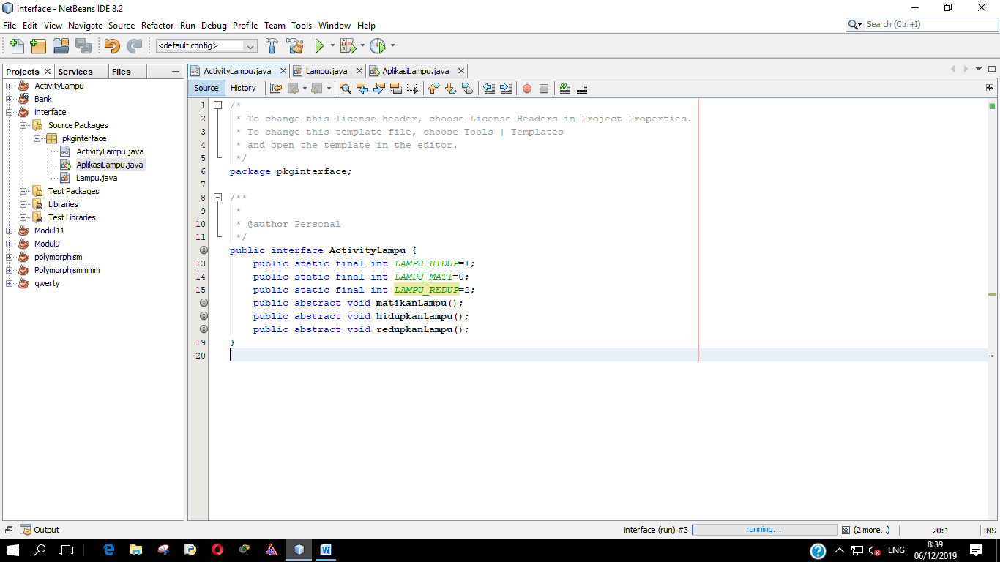 interface - NetBeans IDE 8.2
File Edit View Navigate Source Refactor Run Debug Profile Team Tools Window Help
Search (Ctrl+I)
<default config>
Projects Services Files
ActivityLampu
Bank
interface
Source Packages
pkginterface
ActivityLampu.java
AplikasiLampu.java
Lampu.java
Test Packages
Libraries
Test Libraries
Modul11
Modul9
polymorphism
Polymorphismmmm
qwerty
ActivityLampu.java Lampu.java AplikasiLampu.java
Source History
1 /*
2 * To change this license header, choose License Headers in Project Properties.
3 * To change this template file, choose Tools | Templates
4 * and open the template in the editor.
5 */
6 package pkginterface;
7
8 /**
9 *
10 * @author Personal
11 */
public interface ActivityLampu {
13 public static final int LAMPU_HIDUP=1;
14 public static final int LAMPU_MATI=0;
15 public static final int LAMPU_REDUP=2;
public abstract void matikanLampu();
public abstract void hidupkanLampu();
public abstract void redupkanLampu();
19 }
20
Output
interface (run) #3 running... (2 more...) 20:1 INS
ENG
8:39
06/12/2019